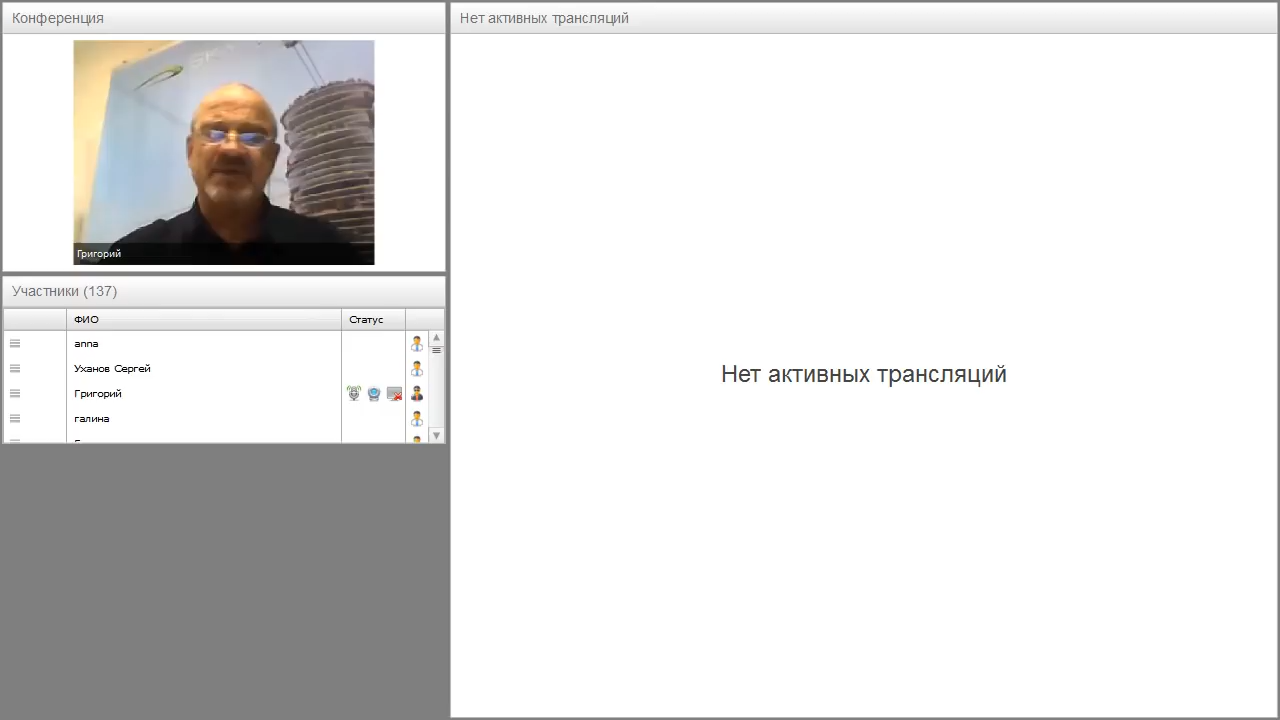 Конференция
Григорий
Участники (137)
ФИО
Статус
anna
Уханов Сергей
Григорий
галина
Нет активных трансляций
Нет активных трансляций